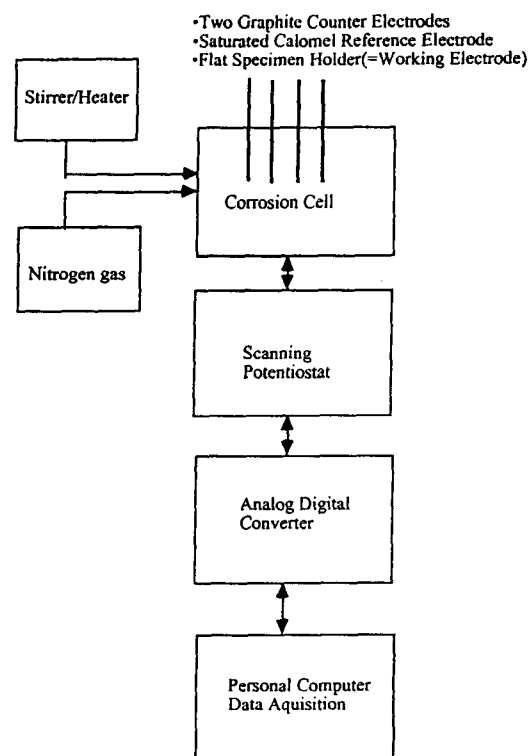 •Two Graphite Counter Electrodes
•Saturated Calomel Reference Electrode
•Flat Specimen Holder(=Working Electrode)
Stirrer/Heater
Corrosion Cell
Nitrogen gas
Scanning
Potentiostat
Analog Digital
Converter
Personal Computer
Data Aquisition